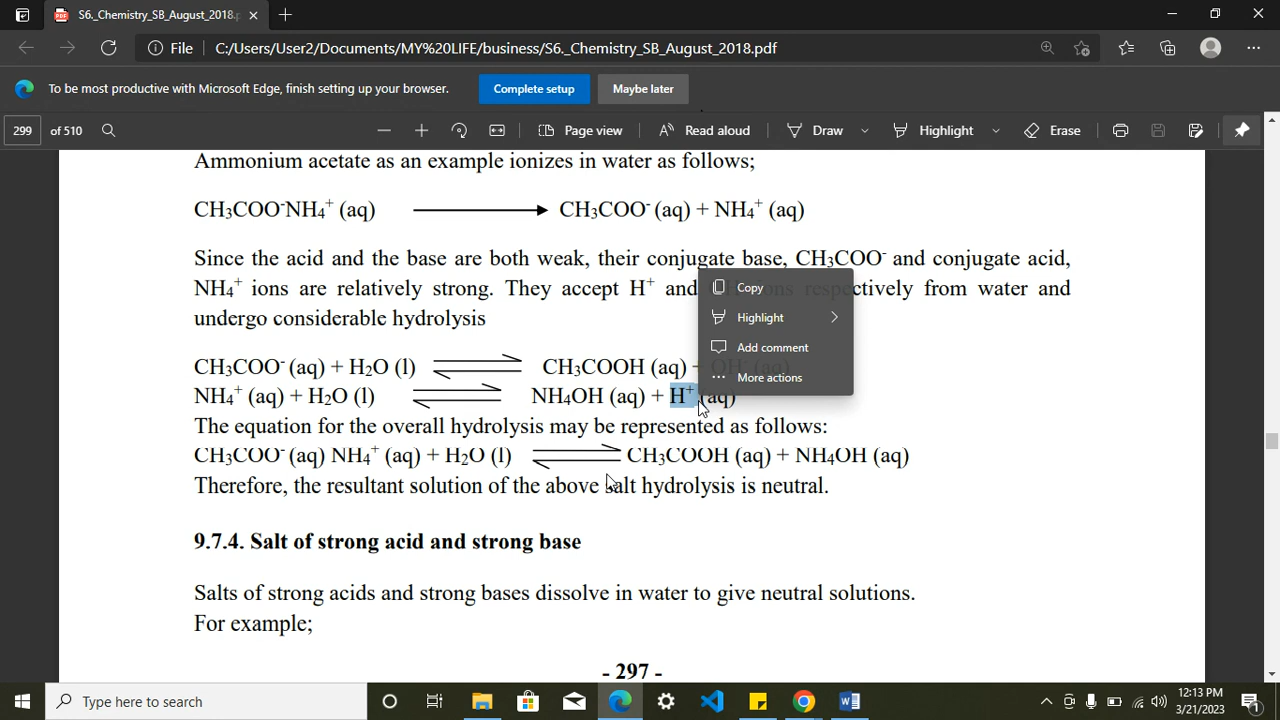 S6._Chemistry_SB_August_2018.p
File C:/Users/User2/Documents/MY%20LIFE/business/S6._Chemistry_SB_August_2018.pdf
To be most productive with Microsoft Edge, finish setting up your browser. Complete setup Maybe later
299 of 510 Page view Read aloud Draw Highlight Erase
Ammonium acetate as an example ionizes in water as follows;
CH₃COO⁻NH₄⁺ (aq) ⟶ CH₃COO⁻ (aq) + NH₄⁺ (aq)
Since the acid and the base are both weak, their conjugate base, CH₃COO⁻ and conjugate acid,
NH₄⁺ ions are relatively strong. They accept H⁺ and respectively from water and
undergo considerable hydrolysis
Copy
Highlight
Add comment
More actions
CH₃COO⁻ (aq) + H₂O (l) ⇌ CH₃COOH (aq) + OH⁻ (aq)
NH₄⁺ (aq) + H₂O (l) ⇌ NH₄OH (aq) + H⁺ (aq)
The equation for the overall hydrolysis may be represented as follows:
CH₃COO⁻ (aq) NH₄⁺ (aq) + H₂O (l) ⇌ CH₃COOH (aq) + NH₄OH (aq)
Therefore, the resultant solution of the above salt hydrolysis is neutral.
9.7.4. Salt of strong acid and strong base
Salts of strong acids and strong bases dissolve in water to give neutral solutions.
For example;
- 297 -
Type here to search
12:13 PM
3/21/2023
1